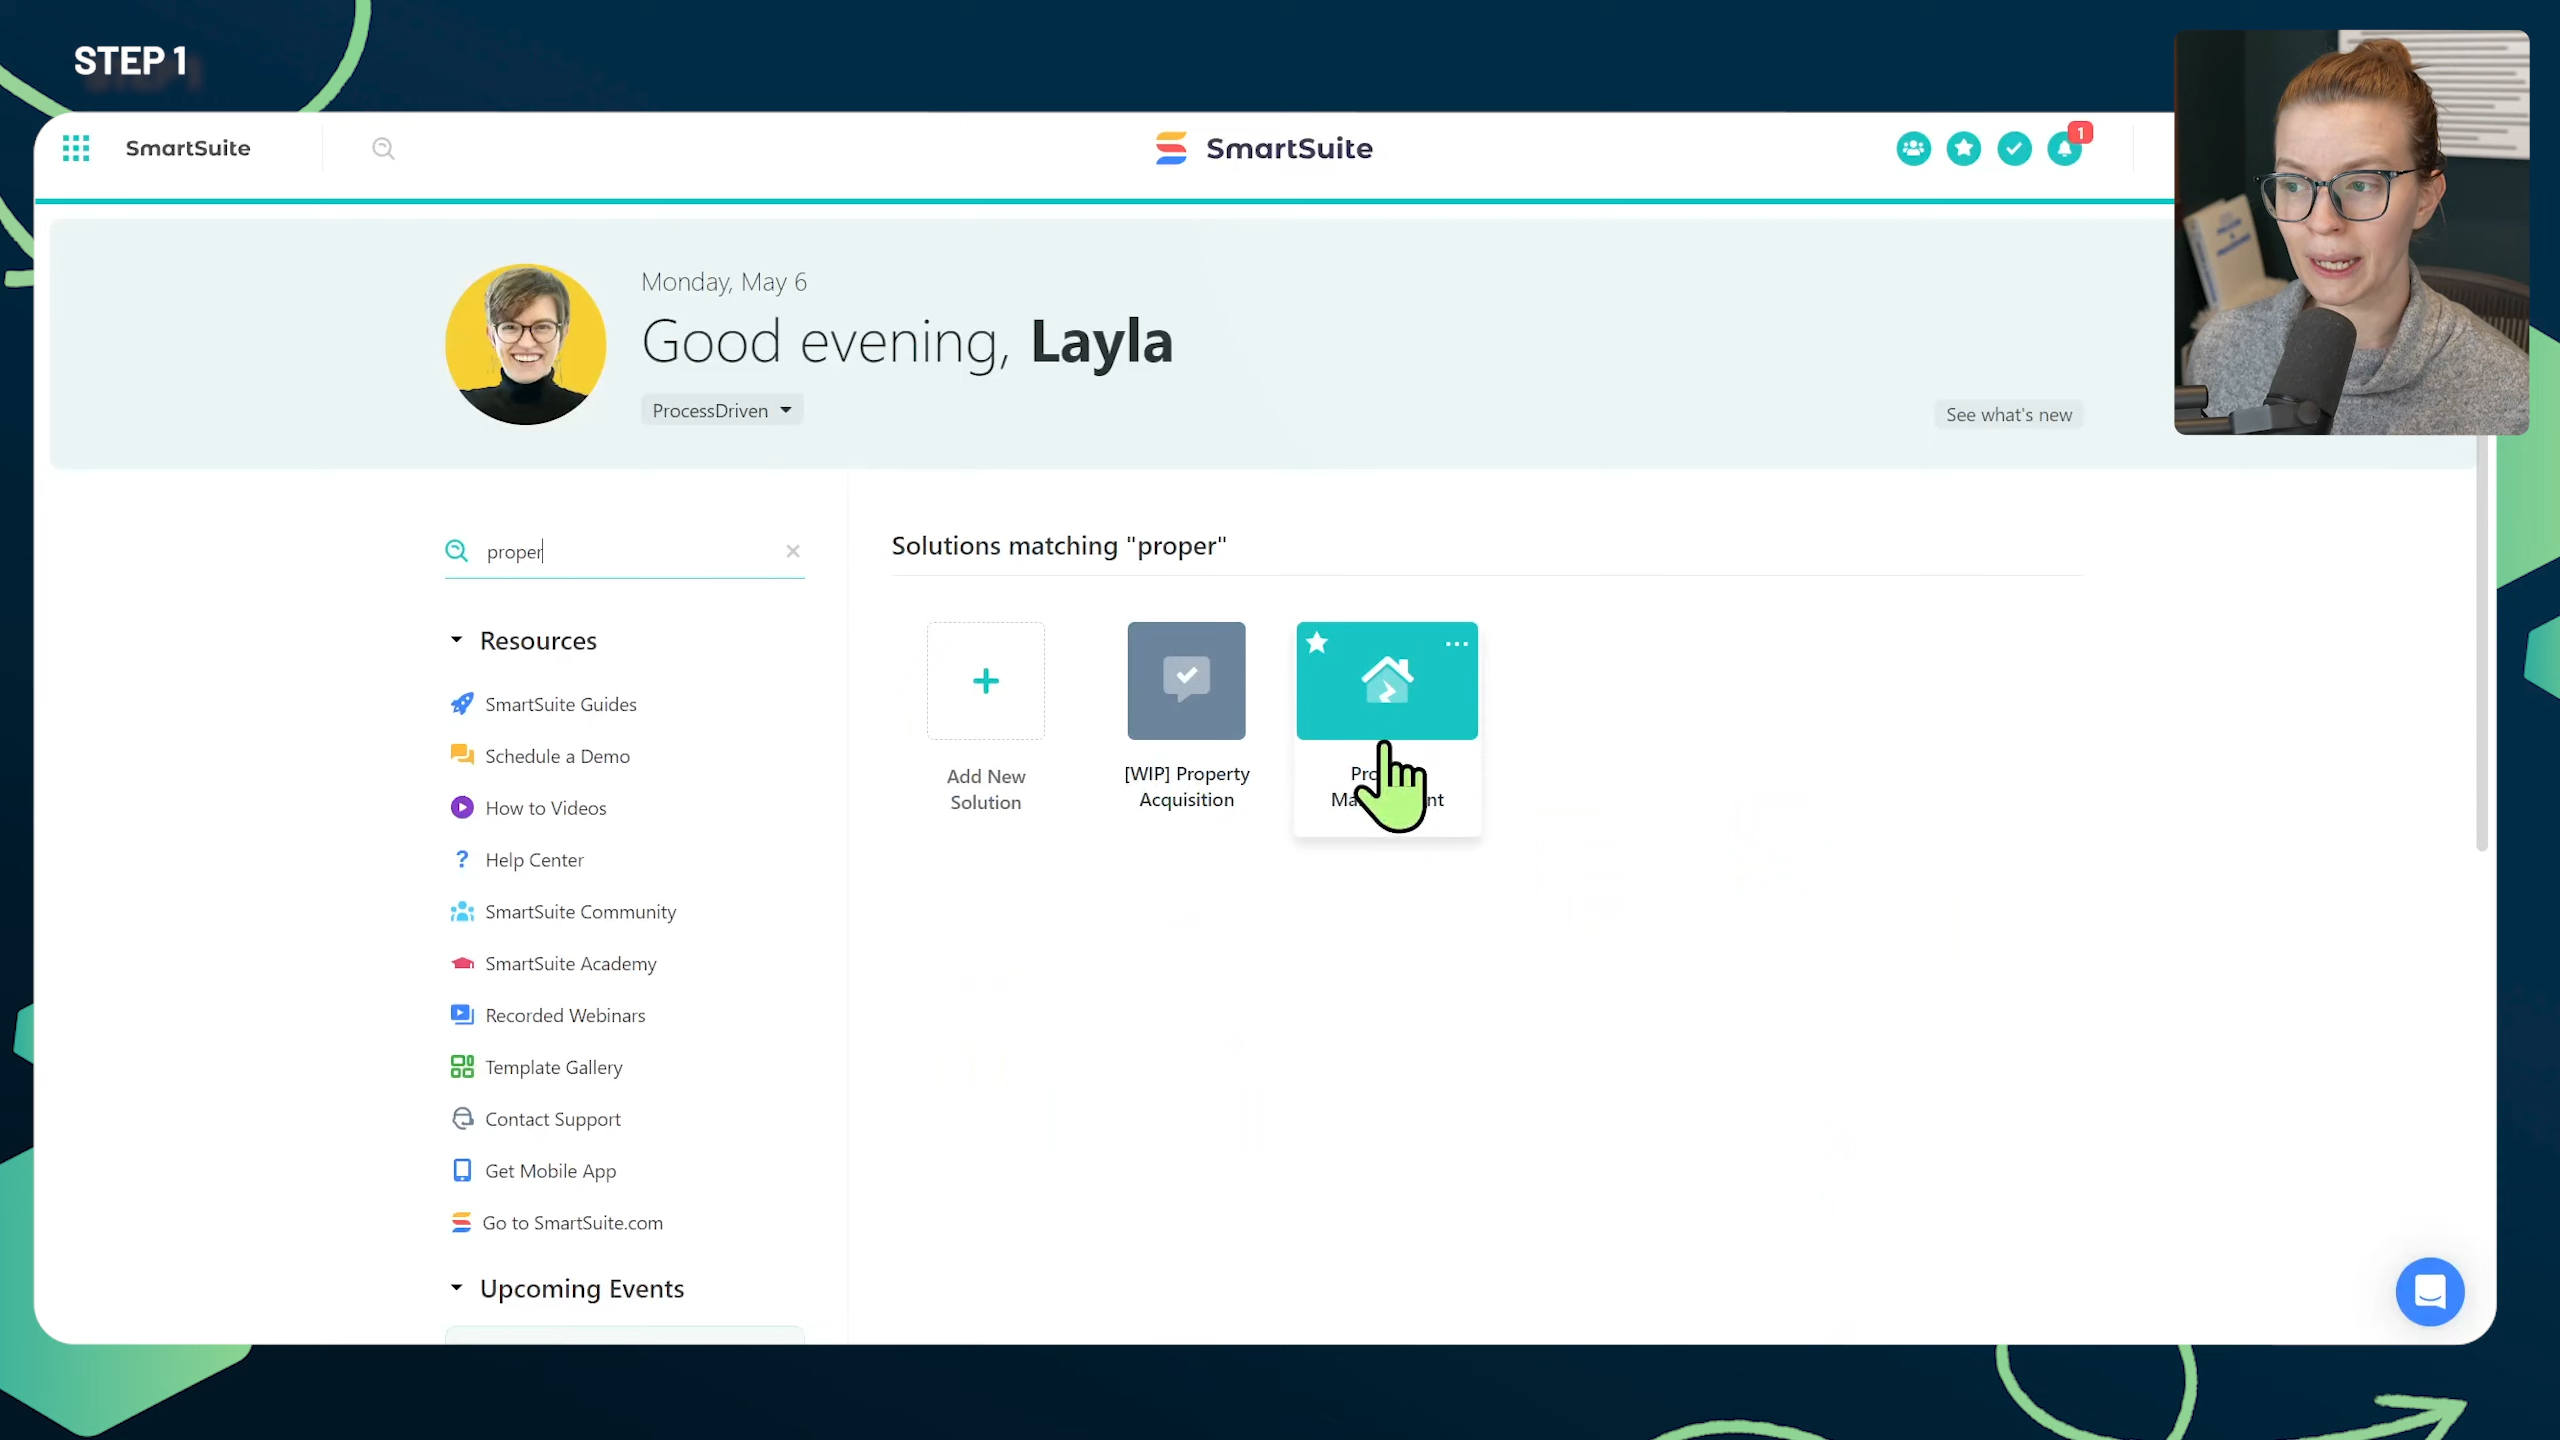 STEP 1
SmartSuite
SmartSuite
1
Monday, May 6
Good evening, Layla
ProcessDriven
See what's new
proper
Solutions matching "proper"
Resources
SmartSuite Guides
Schedule a Demo
How to Videos
Help Center
SmartSuite Community
SmartSuite Academy
Recorded Webinars
Template Gallery
Contact Support
Get Mobile App
Go to SmartSuite.com
Upcoming Events
Add New
Solution
[WIP] Property
Acquisition